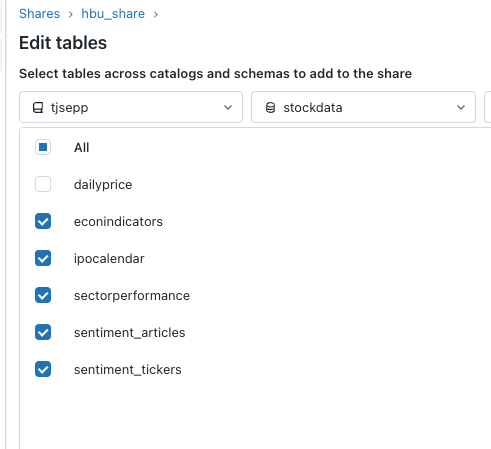 Shares › hbu_share ›
Edit tables
Select tables across catalogs and schemas to add to the share
tjsepp stockdata
All
dailyprice
econindicators
ipocalendar
sectorperformance
sentiment_articles
sentiment_tickers